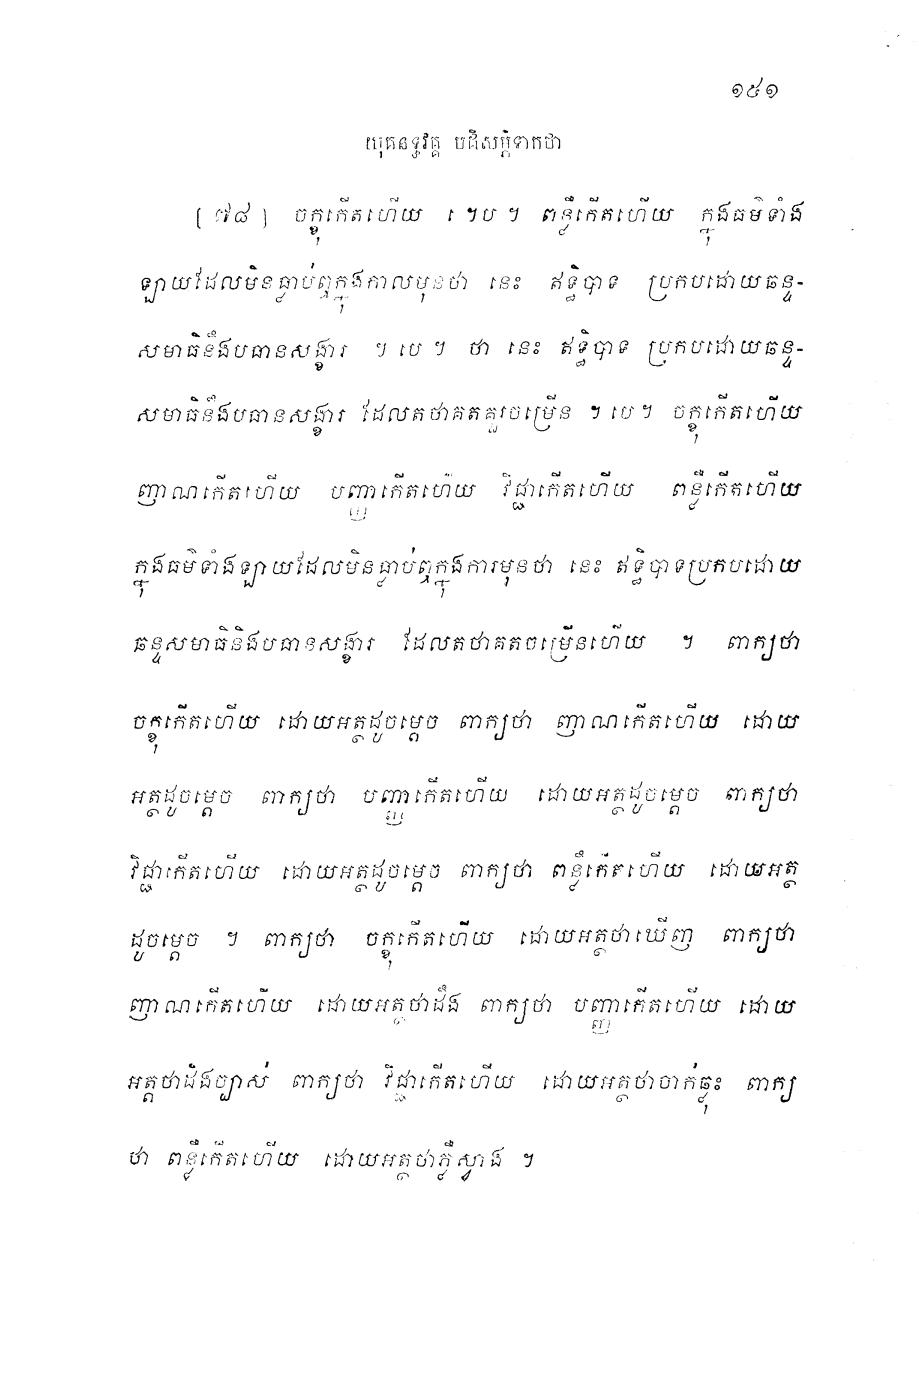 ១៥១
យុគនទ្ធវគ្គ បដិសម្ភិទាកថា
[ ៧៨ ] ចក្ខុកើតហើយ ។ បេ ។ ពន្លឺកើតហើយ ក្នុងធម៌ទាំង
ឡាយដែលមិនធ្លាប់ឮក្នុងកាលមុនថា នេះ ឥទ្ធិបាទ ប្រកបដោយឆន្ទ-
សមាធិនឹងបធានសង្ខារ ។ បេ ។ ថា នេះ ឥទ្ធិបាទ ប្រកបដោយឆន្ទ-
សមាធិនឹងបធានសង្ខារ ដែលតថាគតគួរចម្រើន ។ បេ ។ ចក្ខុកើតហើយ
ញាណកើតហើយ បញ្ញាកើតហើយ វិជ្ជាកើតហើយ ពន្លឺកើតហើយ
ក្នុងធម៌ទាំងឡាយដែលមិនធ្លាប់ឮក្នុងការមុនថា នេះ ឥទ្ធិបាទប្រកបដោយ
ឆន្ទសមាធិនិងបធានសង្ខារ ដែលតថាគតចម្រើនហើយ ។ ពាក្យថា
ចក្ខុកើតហើយ ដោយអត្ថដូចម្តេច ពាក្យថា ញាណកើតហើយ ដោយ
អត្ថដូចម្តេច ពាក្យថា បញ្ញាកើតហើយ ដោយអត្ថដូចម្តេច ពាក្យថា
វិជ្ជាកើតហើយ ដោយអត្ថដូចម្តេច ពាក្យថា ពន្លឺកើតហើយ ដោយអត្ថ
ដូចម្តេច ។ ពាក្យថា ចក្ខុកើតហើយ ដោយអត្ថថាឃើញ ពាក្យថា
ញាណកើតហើយ ដោយអត្ថថាដឹង ពាក្យថា បញ្ញាកើតហើយ ដោយ
អត្ថថាដឹងច្បាស់ ពាក្យថា វិជ្ជាកើតហើយ ដោយអត្ថថាចាក់ធ្លុះ ពាក្យ
ថា ពន្លឺកើតហើយ ដោយអត្ថថាភ្លឺស្វាង ។